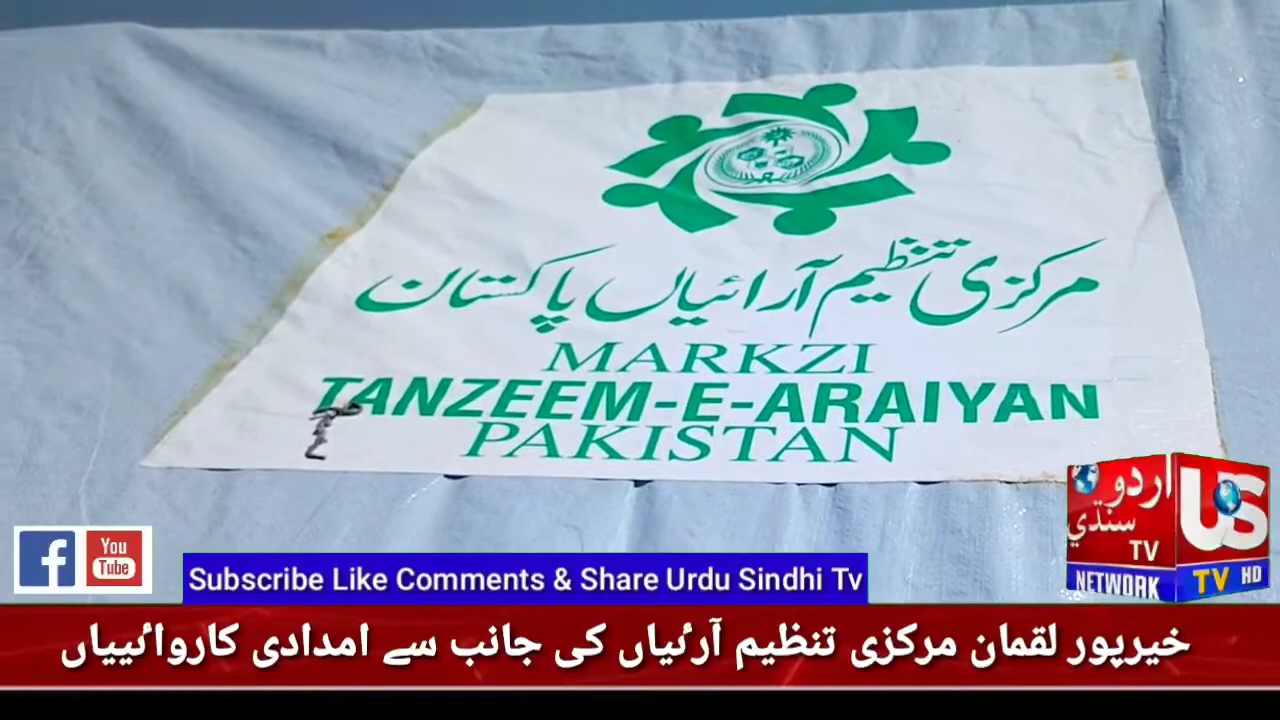 مرکزی تنظیم آرائیاں پاکستان
MARKZI
TANZEEM-E-ARAIYAN
PAKISTAN
اردو
سنڌي
TV
NETWORK
US
TV HD
You
Tube
Subscribe Like Comments & Share Urdu Sindhi Tv
خیرپور لقمان مرکزی تنظیم آرئیاں کی جانب سے امدادی کاروائییاں